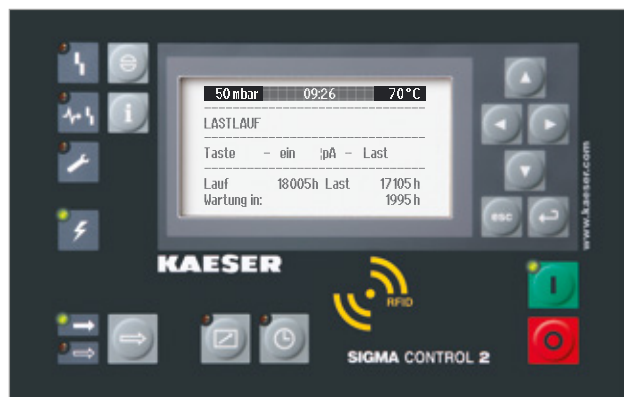 50 mbar 09:26 70°C
LASTLAUF
Taste - ein ¦pA - Last
Lauf 18005h Last 17105h
Wartung in: 1995h
esc
www.kaeser.com
KAESER
RFID
SIGMA CONTROL 2